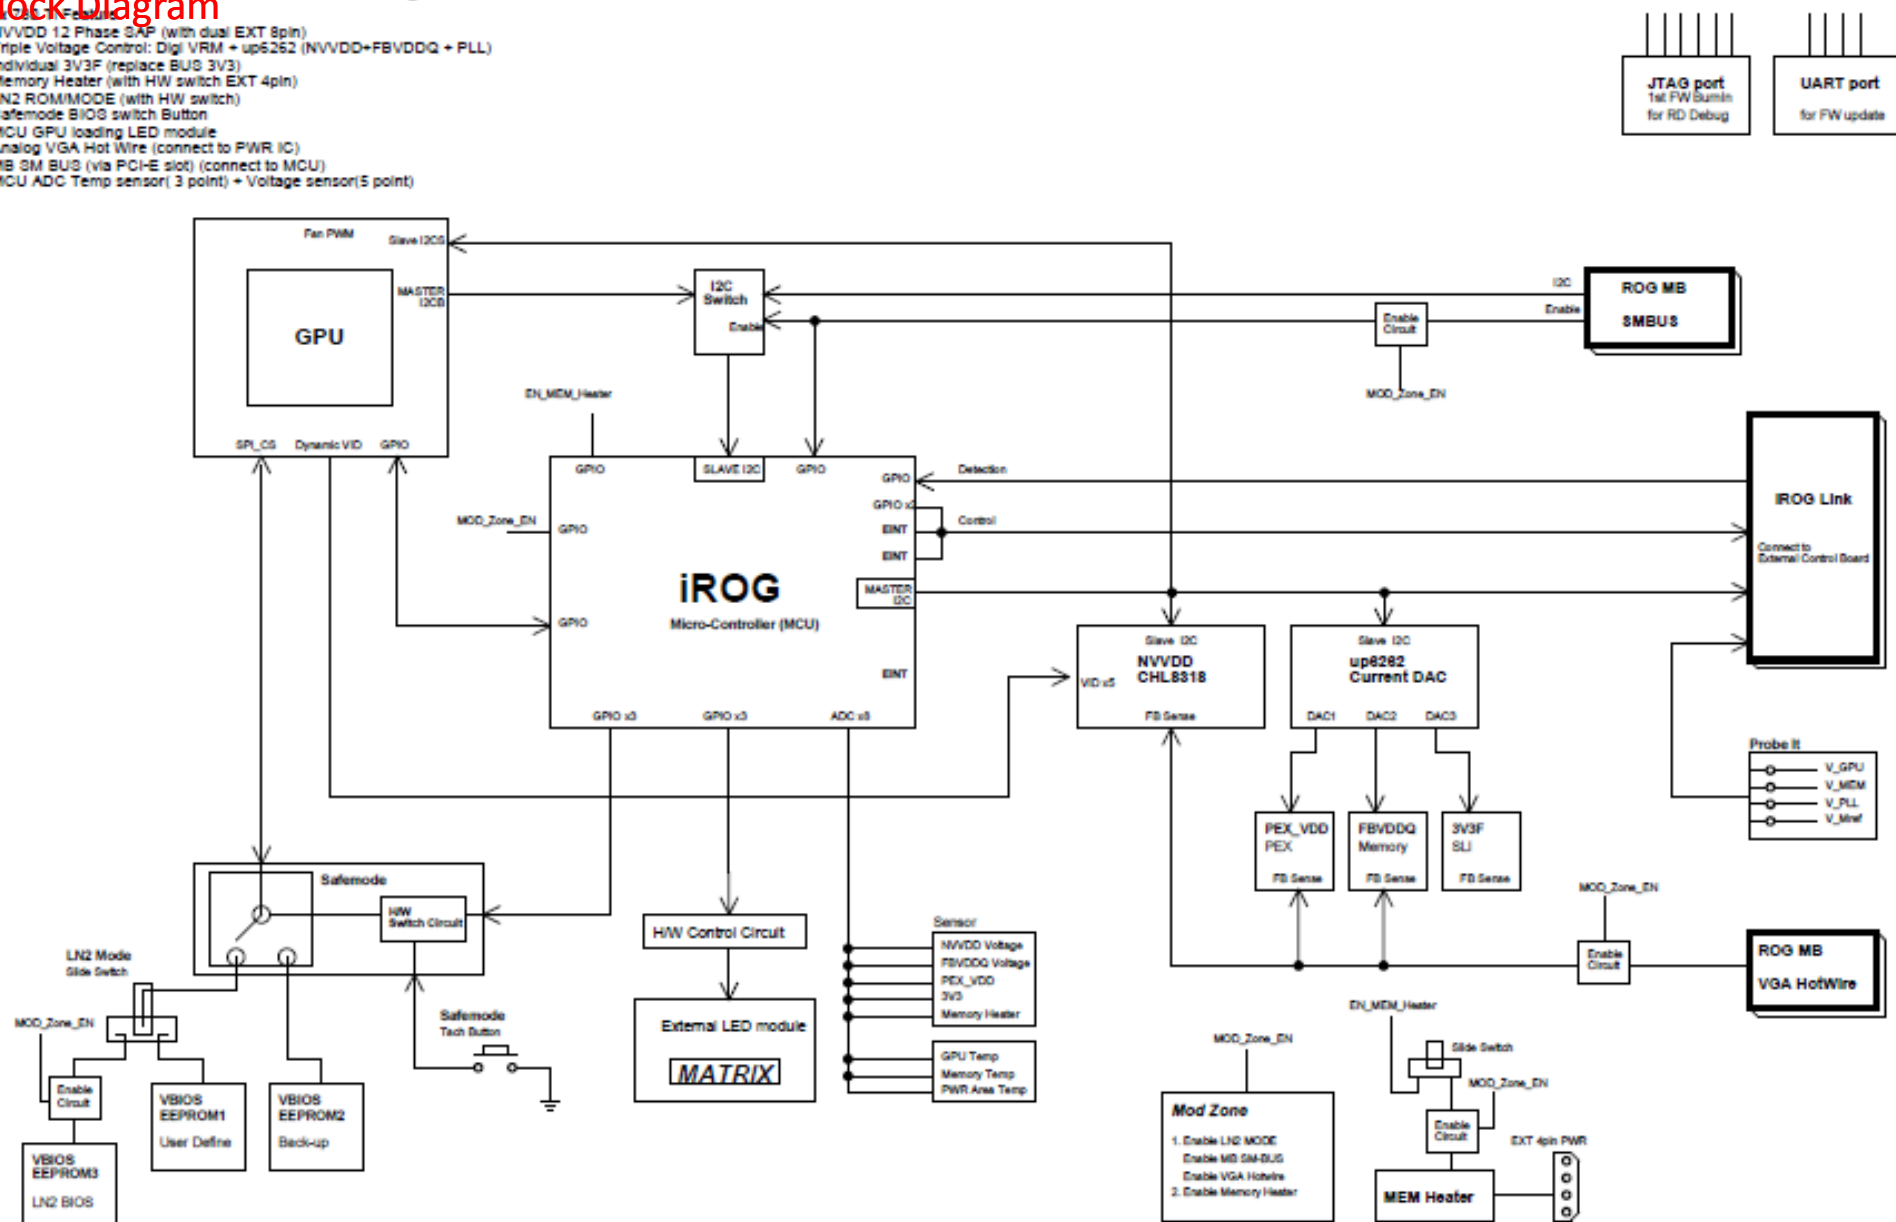 Block Diagram
NVVDD 12 Phase SAP (with dual EXT 8pin)
Triple Voltage Control: Digi VRM + up6262 (NVVDD+FBVDDQ + PLL)
Individual 3V3F (replace BUS 3V3)
Memory Heater (with HW switch EXT 4pin)
LN2 ROM/MODE (with HW switch)
Safemode BIOS switch Button
MCU GPU loading LED module
Analog VGA Hot Wire (connect to PWR IC)
MB SM BUS (via PCI-E slot) (connect to MCU)
MCU ADC Temp sensor( 3 point) + Voltage sensor(5 point)
JTAG port
1st FW Burnin
for RD Debug
UART port
for FW update
Fan PWM
Slave I2CS
MASTER
I2CB
GPU
SPI_CS
Dynamic VID
GPIO
I2C
Switch
Enable
I2C
Enable
ROG MB
SMBUS
Enable
Circuit
MOD_Zone_EN
EN_MEM_Heater
GPIO
SLAVE I2C
GPIO
GPIO
Detection
GPIO x2
EINT
Control
EINT
MOD_Zone_EN
GPIO
iROG
Micro-Controller (MCU)
MASTER
I2C
GPIO
EINT
GPIO x3
GPIO x3
ADC x8
IROG Link
Connect to
External Control Board
Slave I2C
NVVDD
CHL8318
VID x5
FB Sense
Slave I2C
up6262
Current DAC
DAC1
DAC2
DAC3
Probe It
V_GPU
V_MEM
V_PLL
V_Mref
PEX_VDD
PEX
FB Sense
FBVDDQ
Memory
FB Sense
3V3F
SLI
FB Sense
MOD_Zone_EN
Enable
Circuit
ROG MB
VGA HotWire
Safemode
H/W
Switch Circuit
LN2 Mode
Slide Switch
MOD_Zone_EN
Enable
Circuit
VBIOS
EEPROM1
User Define
VBIOS
EEPROM2
Back-up
VBIOS
EEPROM3
LN2 BIOS
Safemode
Tach Button
H/W Control Circuit
External LED module
MATRIX
Sensor
NVVDD Voltage
FBVDDQ Voltage
PEX_VDD
3V3
Memory Heater
GPU Temp
Memory Temp
PWR Area Temp
MOD_Zone_EN
Mod Zone
1. Enable LN2 MODE
Enable MB SM-BUS
Enable VGA Hotwire
2. Enable Memory Heater
EN_MEM_Heater
Slide Switch
MOD_Zone_EN
Enable
Circuit
EXT 4pin PWR
MEM Heater